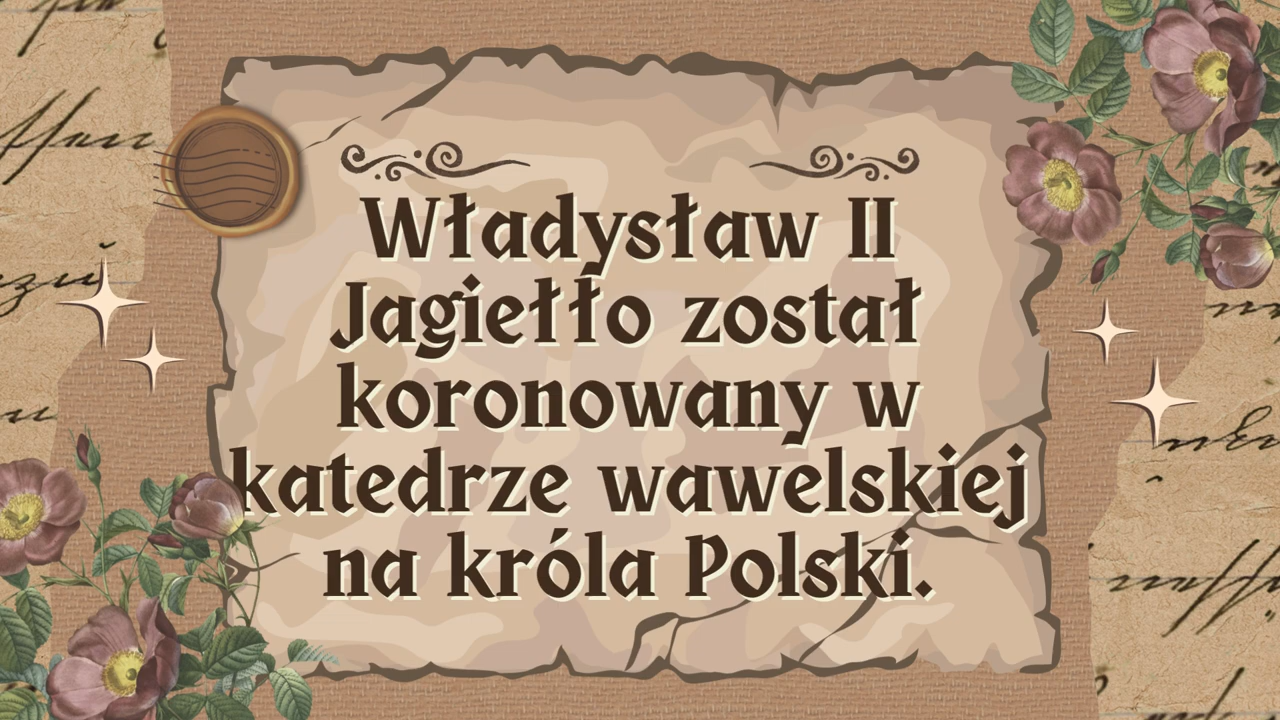 Władysław II
Jagiełło został
koronowany w
katedrze wawelskiej
na króla Polski.